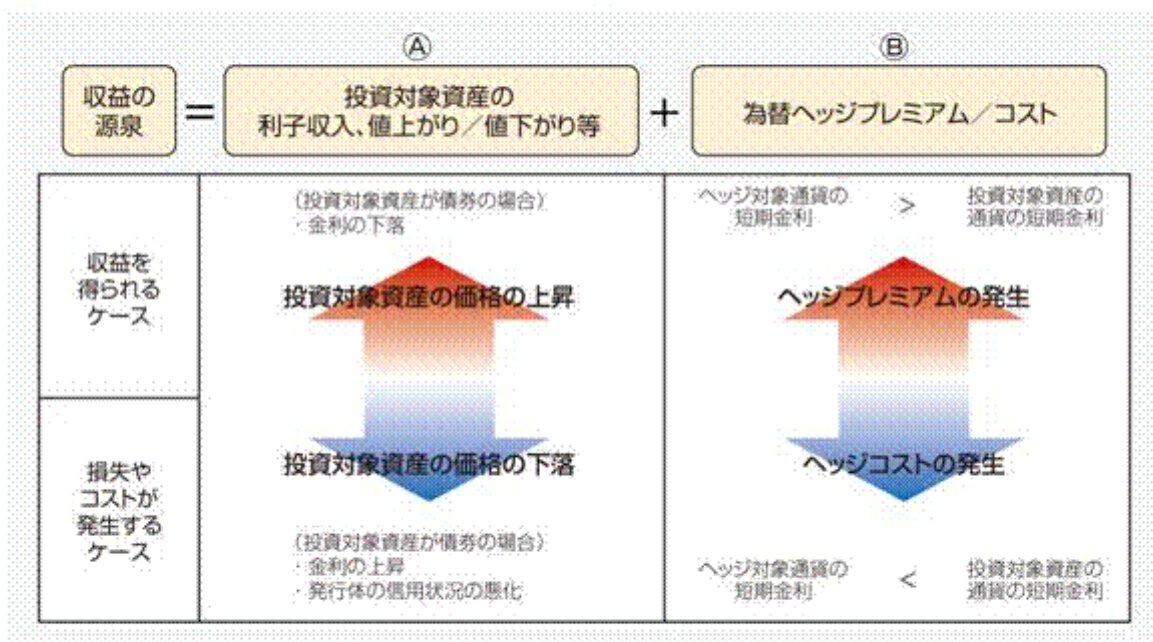 Ⓐ
Ⓑ
収益の
源泉
=
投資対象資産の
利子収入、値上がり/値下がり等
+
為替ヘッジプレミアム/コスト
収益を
得られる
ケース
(投資対象資産が債券の場合)
・金利の下落
投資対象資産の価格の上昇
ヘッジ対象通貨の
短期金利
>
投資対象資産の
通貨の短期金利
ヘッジプレミアムの発生
損失や
コストが
発生する
ケース
投資対象資産の価格の下落
(投資対象資産が債券の場合)
・金利の上昇
・発行体の信用状況の悪化
ヘッジコストの発生
ヘッジ対象通貨の
短期金利
<
投資対象資産の
通貨の短期金利